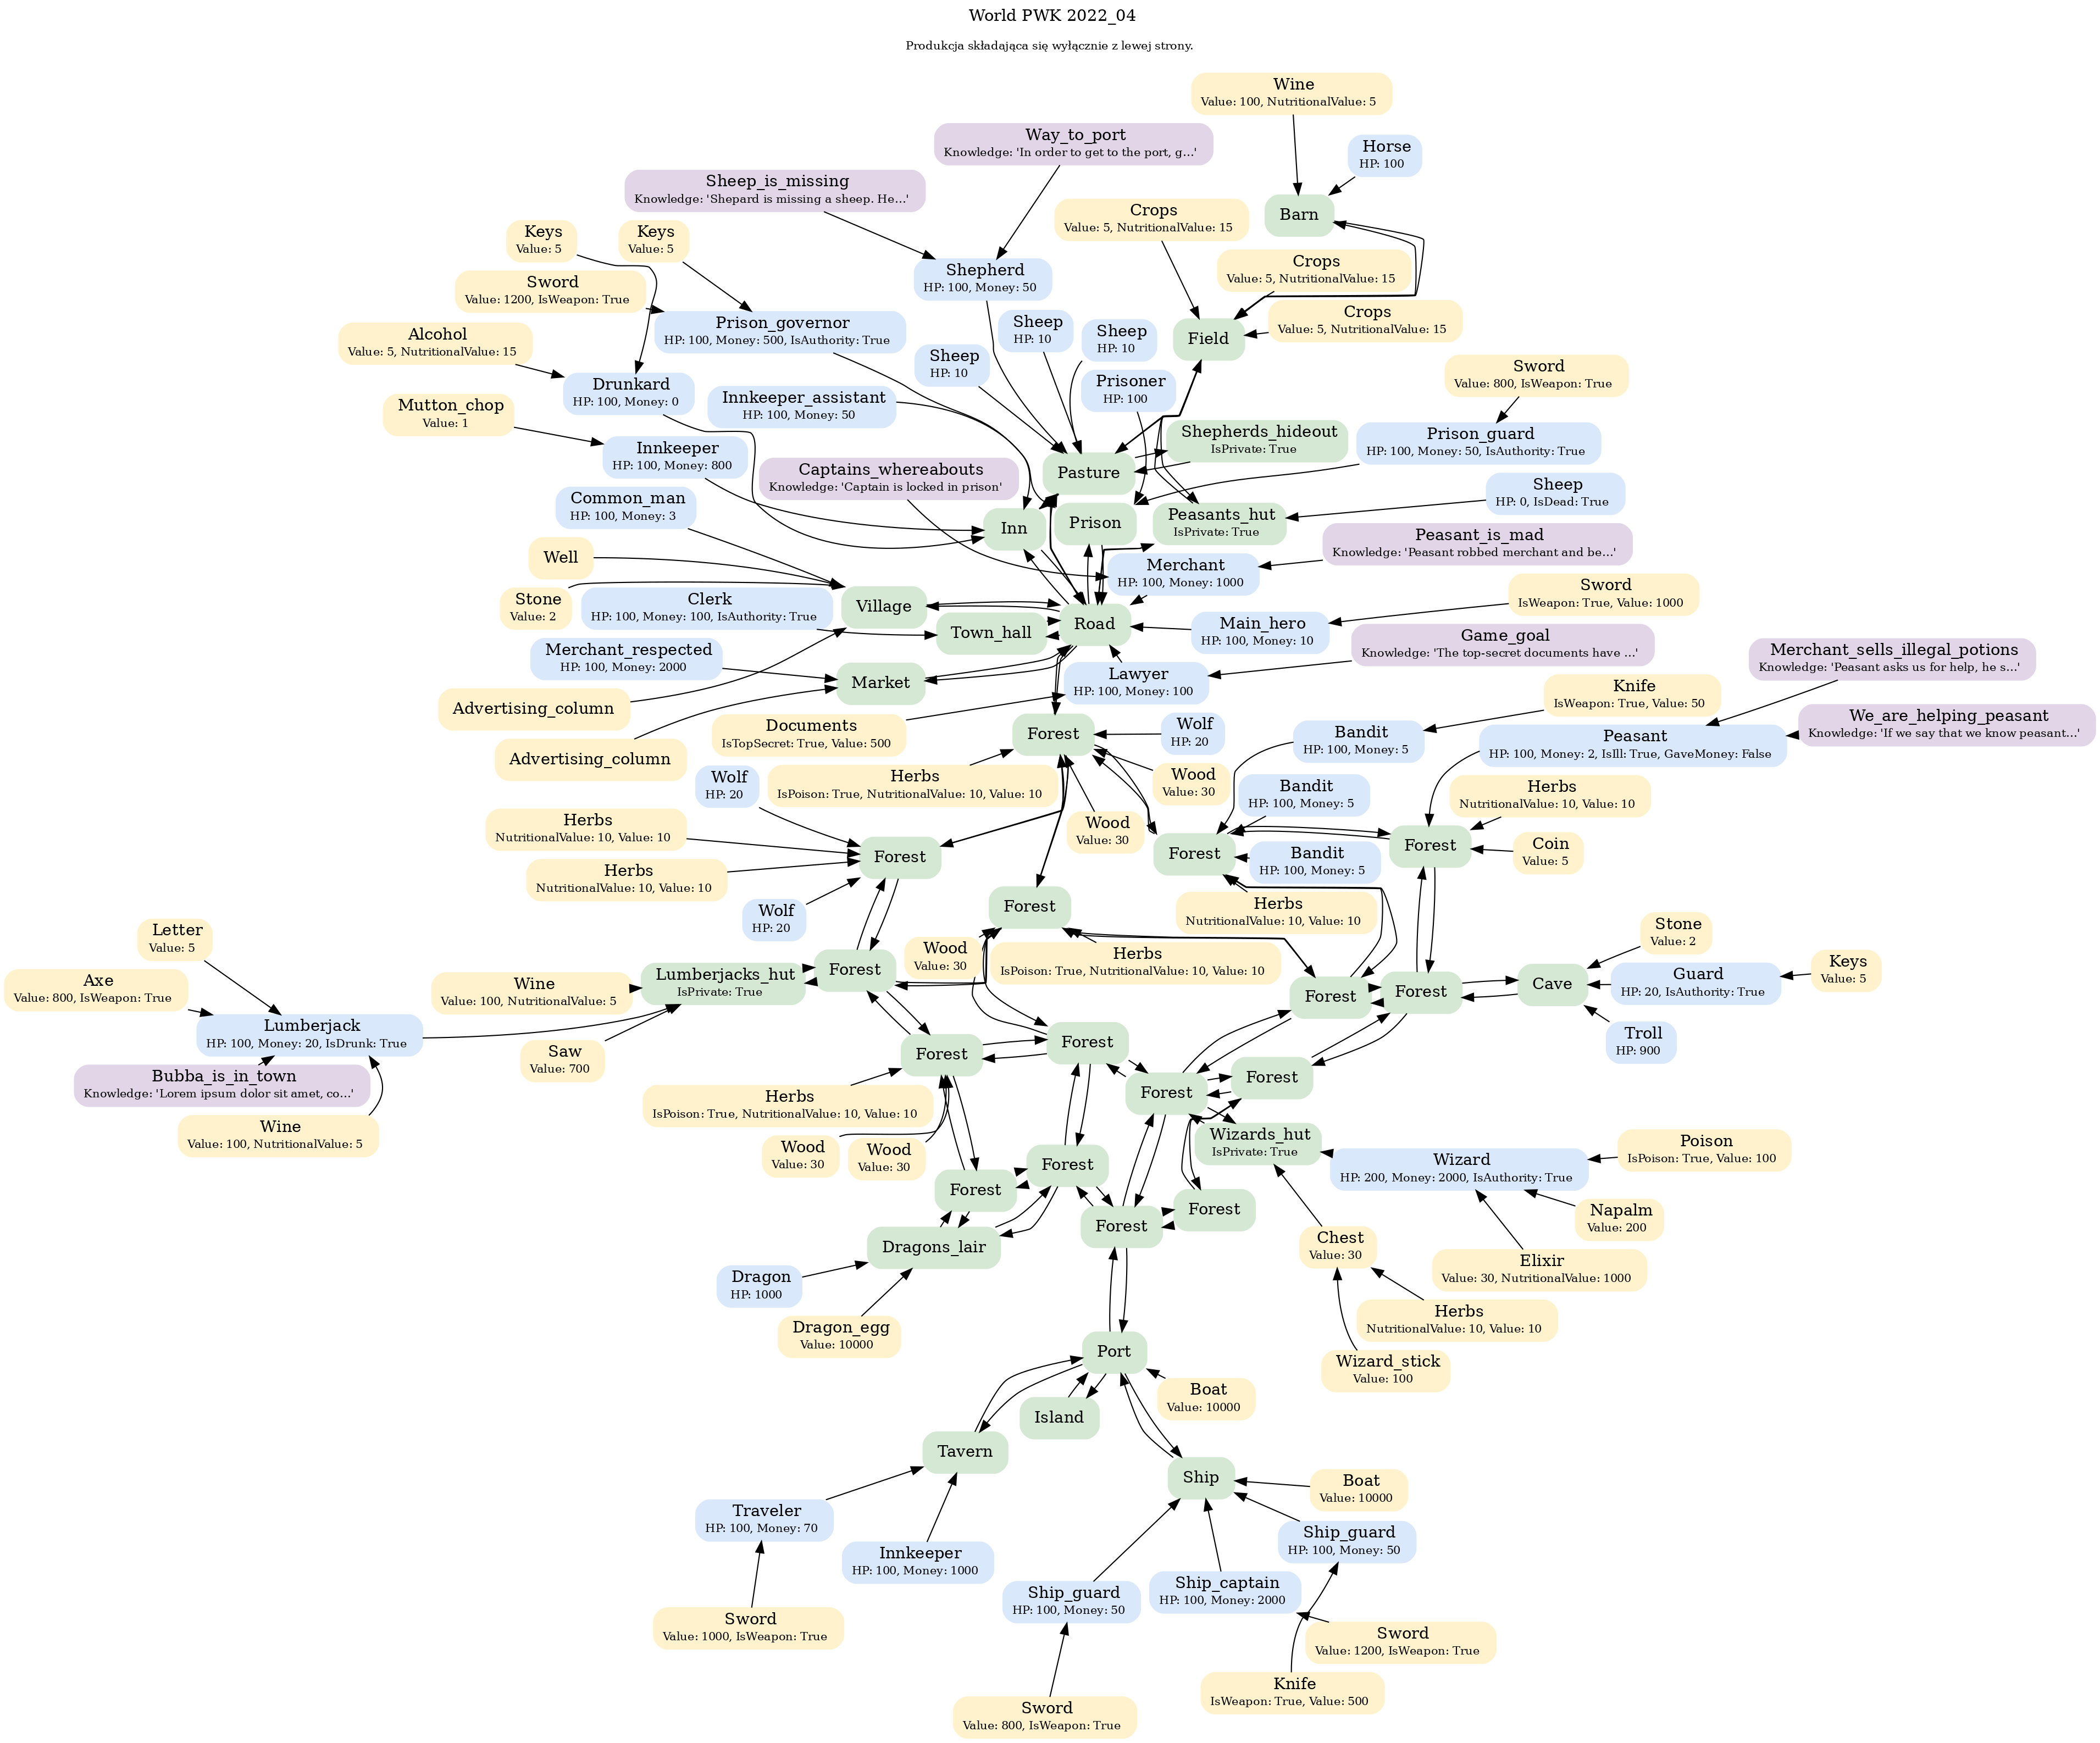 World PWK 2022_04
Produkcja składająca się wyłącznie z lewej strony.
Wine
Value: 100, NutritionalValue: 5
Way_to_port
Knowledge: 'In order to get to the port, g...'
Horse
HP: 100
Sheep_is_missing
Knowledge: 'Shepard is missing a sheep. He...'
Crops
Value: 5, NutritionalValue: 15
Barn
Keys
Value: 5
Keys
Value: 5
Crops
Value: 5, NutritionalValue: 15
Shepherd
HP: 100, Money: 50
Sword
Value: 1200, IsWeapon: True
Crops
Value: 5, NutritionalValue: 15
Prison_governor
HP: 100, Money: 500, IsAuthority: True
Sheep
HP: 10
Sheep
HP: 10
Field
Alcohol
Value: 5, NutritionalValue: 15
Sheep
HP: 10
Sword
Value: 800, IsWeapon: True
Drunkard
HP: 100, Money: 0
Innkeeper_assistant
HP: 100, Money: 50
Prisoner
HP: 100
Mutton_chop
Value: 1
Shepherds_hideout
IsPrivate: True
Prison_guard
HP: 100, Money: 50, IsAuthority: True
Innkeeper
HP: 100, Money: 800
Captains_whereabouts
Knowledge: 'Captain is locked in prison'
Pasture
Common_man
HP: 100, Money: 3
Sheep
HP: 0, IsDead: True
Inn
Prison
Peasants_hut
IsPrivate: True
Peasant_is_mad
Knowledge: 'Peasant robbed merchant and be...'
Well
Merchant
HP: 100, Money: 1000
Stone
Value: 2
Clerk
HP: 100, Money: 100, IsAuthority: True
Village
Sword
IsWeapon: True, Value: 1000
Town_hall
Road
Main_hero
HP: 100, Money: 10
Game_goal
Knowledge: 'The top-secret documents have ...'
Merchant_respected
HP: 100, Money: 2000
Merchant_sells_illegal_potions
Knowledge: 'Peasant asks us for help, he s...'
Market
Lawyer
HP: 100, Money: 100
Knife
IsWeapon: True, Value: 50
Advertising_column
Documents
IsTopSecret: True, Value: 500
We_are_helping_peasant
Knowledge: 'If we say that we know peasant...'
Forest
Wolf
HP: 20
Bandit
HP: 100, Money: 5
Peasant
HP: 100, Money: 2, IsIll: True, GaveMoney: False
Advertising_column
Wolf
HP: 20
Herbs
IsPoison: True, NutritionalValue: 10, Value: 10
Wood
Value: 30
Bandit
HP: 100, Money: 5
Herbs
NutritionalValue: 10, Value: 10
Herbs
NutritionalValue: 10, Value: 10
Wood
Value: 30
Forest
Coin
Value: 5
Forest
Forest
Bandit
HP: 100, Money: 5
Herbs
NutritionalValue: 10, Value: 10
Wolf
HP: 20
Forest
Herbs
NutritionalValue: 10, Value: 10
Letter
Value: 5
Stone
Value: 2
Wood
Value: 30
Herbs
IsPoison: True, NutritionalValue: 10, Value: 10
Axe
Value: 800, IsWeapon: True
Wine
Value: 100, NutritionalValue: 5
Lumberjacks_hut
IsPrivate: True
Forest
Forest
Forest
Cave
Guard
HP: 20, IsAuthority: True
Keys
Value: 5
Lumberjack
HP: 100, Money: 20, IsDrunk: True
Saw
Value: 700
Forest
Forest
Troll
HP: 900
Bubba_is_in_town
Knowledge: 'Lorem ipsum dolor sit amet, co...'
Forest
Forest
Herbs
IsPoison: True, NutritionalValue: 10, Value: 10
Wine
Value: 100, NutritionalValue: 5
Wood
Value: 30
Wood
Value: 30
Wizards_hut
IsPrivate: True
Poison
IsPoison: True, Value: 100
Forest
Wizard
HP: 200, Money: 2000, IsAuthority: True
Forest
Forest
Napalm
Value: 200
Forest
Chest
Value: 30
Dragons_lair
Elixir
Value: 30, NutritionalValue: 1000
Dragon
HP: 1000
Herbs
NutritionalValue: 10, Value: 10
Dragon_egg
Value: 10000
Port
Wizard_stick
Value: 100
Boat
Value: 10000
Island
Tavern
Ship
Boat
Value: 10000
Traveler
HP: 100, Money: 70
Ship_guard
HP: 100, Money: 50
Innkeeper
HP: 100, Money: 1000
Ship_guard
HP: 100, Money: 50
Ship_captain
HP: 100, Money: 2000
Sword
Value: 1000, IsWeapon: True
Sword
Value: 1200, IsWeapon: True
Knife
IsWeapon: True, Value: 500
Sword
Value: 800, IsWeapon: True